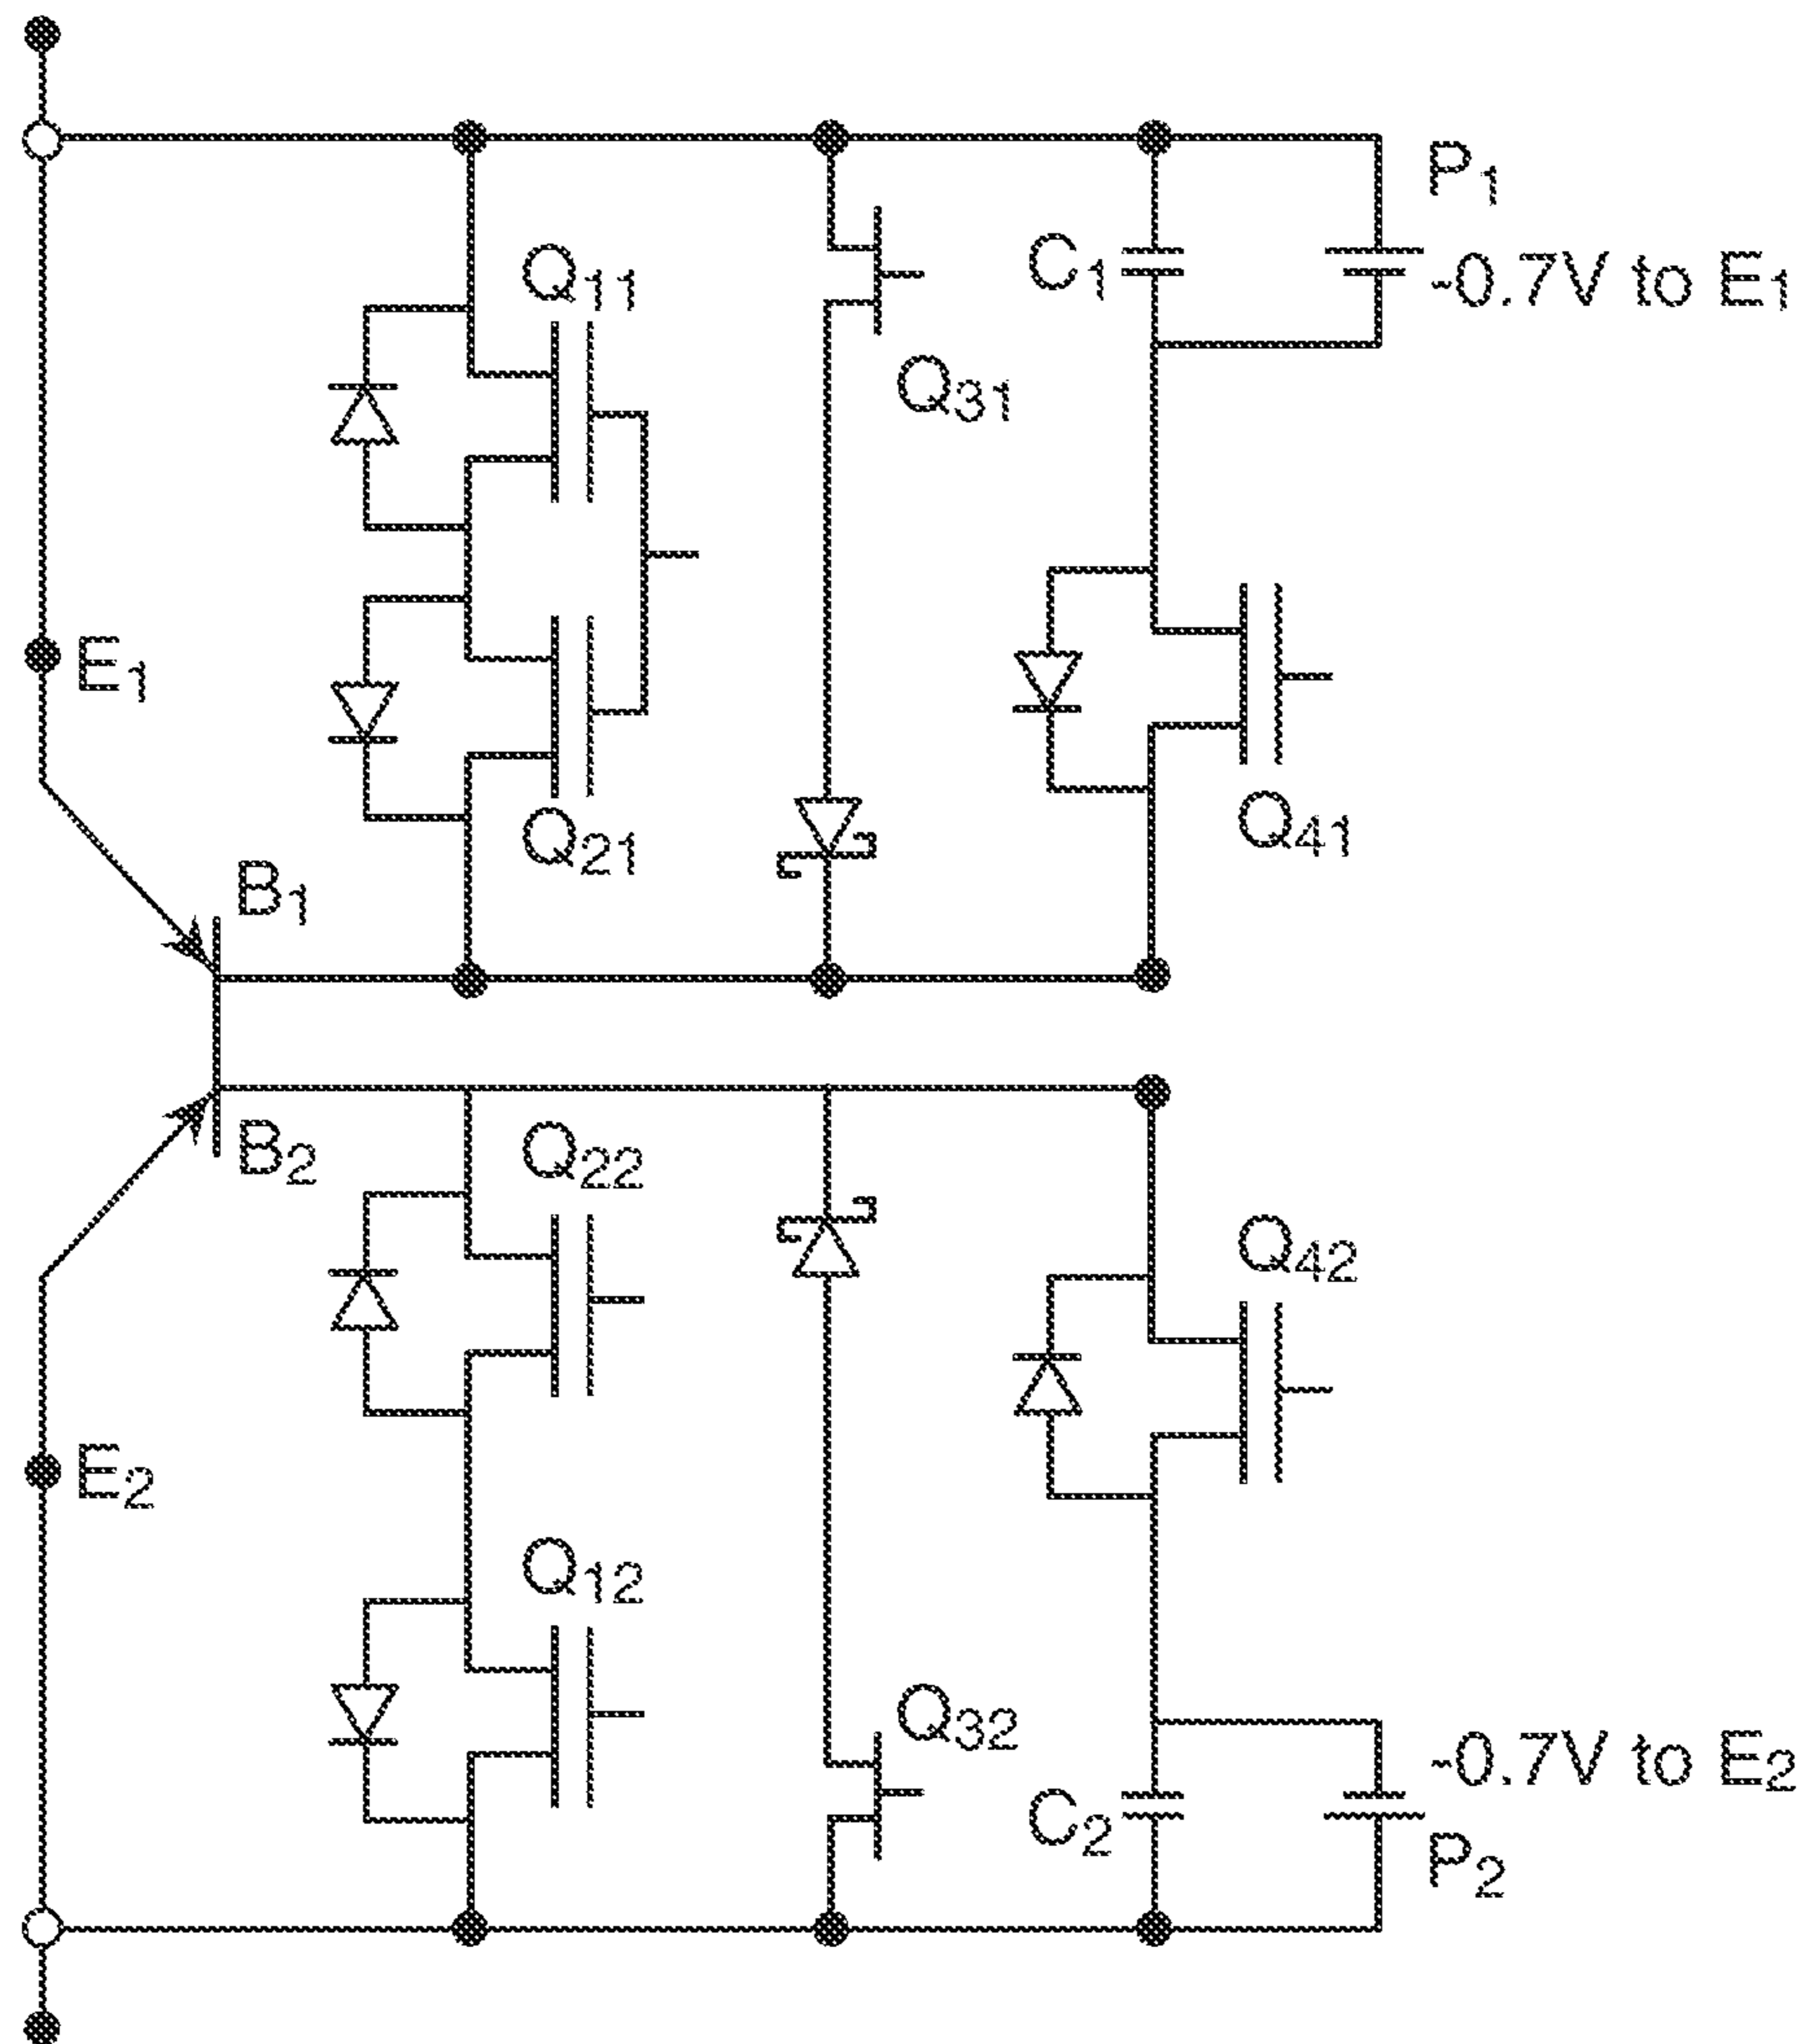 P₁
Q₁₁
C₁
-0.7V to E₁
Q₃₁
E₁
Q₂₁
Q₄₁
B₁
B₂
Q₂₂
Q₄₂
E₂
Q₁₂
Q₃₂
-0.7V to E₂
C₂
P₂